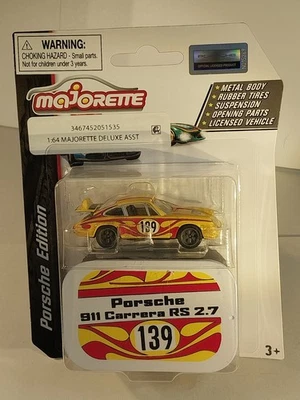 WARNING:
CHOKING HAZARD - Small parts.
Not for children under 3 years.
majorette
METAL BODY
RUBBER TIRES
SUSPENSION
OPENING PARTS
LICENSED VEHICLE
3467452051535
1:64 MAJORETTE DELUXE ASST
Porsche Edition
139
Porsche
911 Carrera RS 2.7
139
3+